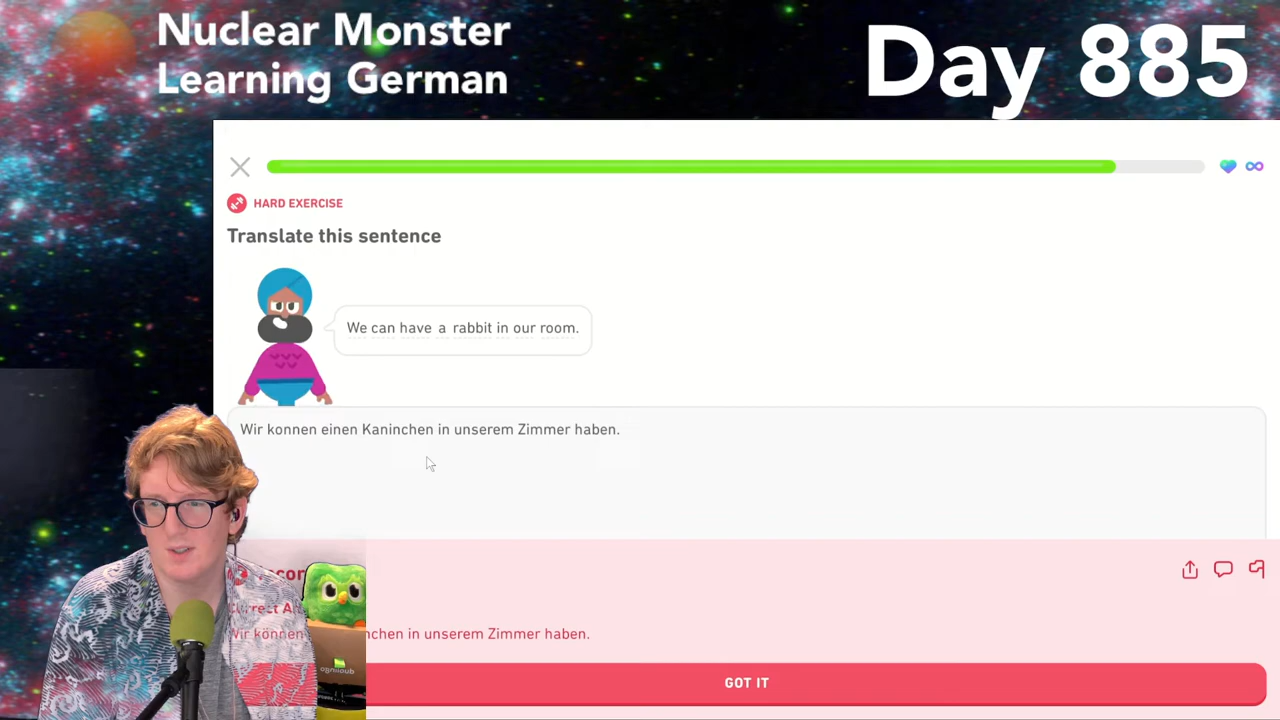 Nuclear Monster
Learning German
Day 885
HARD EXERCISE
Translate this sentence
We can have a rabbit in our room.
Wir konnen einen Kaninchen in unserem Zimmer haben.
Wir können in unserem Zimmer haben.
GOT IT